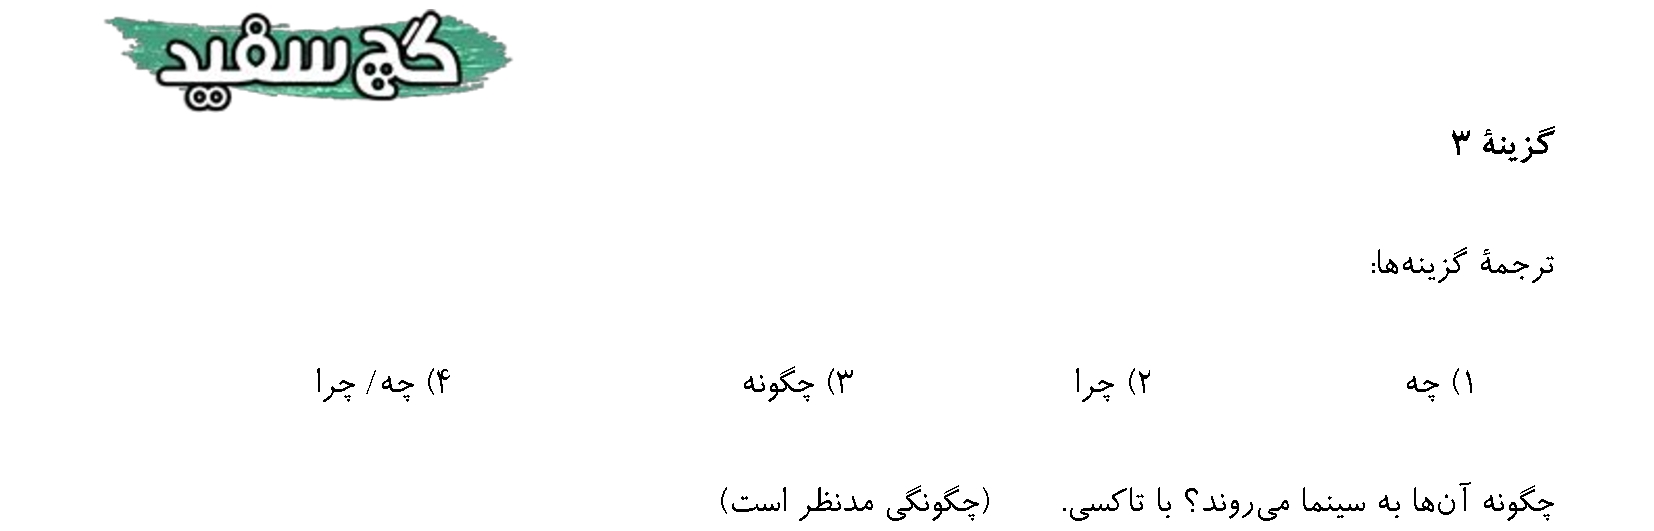 گچ سفید
گزینهٔ ۳
ترجمهٔ گزینه‌ها:
۱) چه ۲) چرا ۳) چگونه ۴) چه/ چرا
چگونه آن‌ها به سینما می‌روند؟ با تاکسی. (چگونگی مدنظر است)